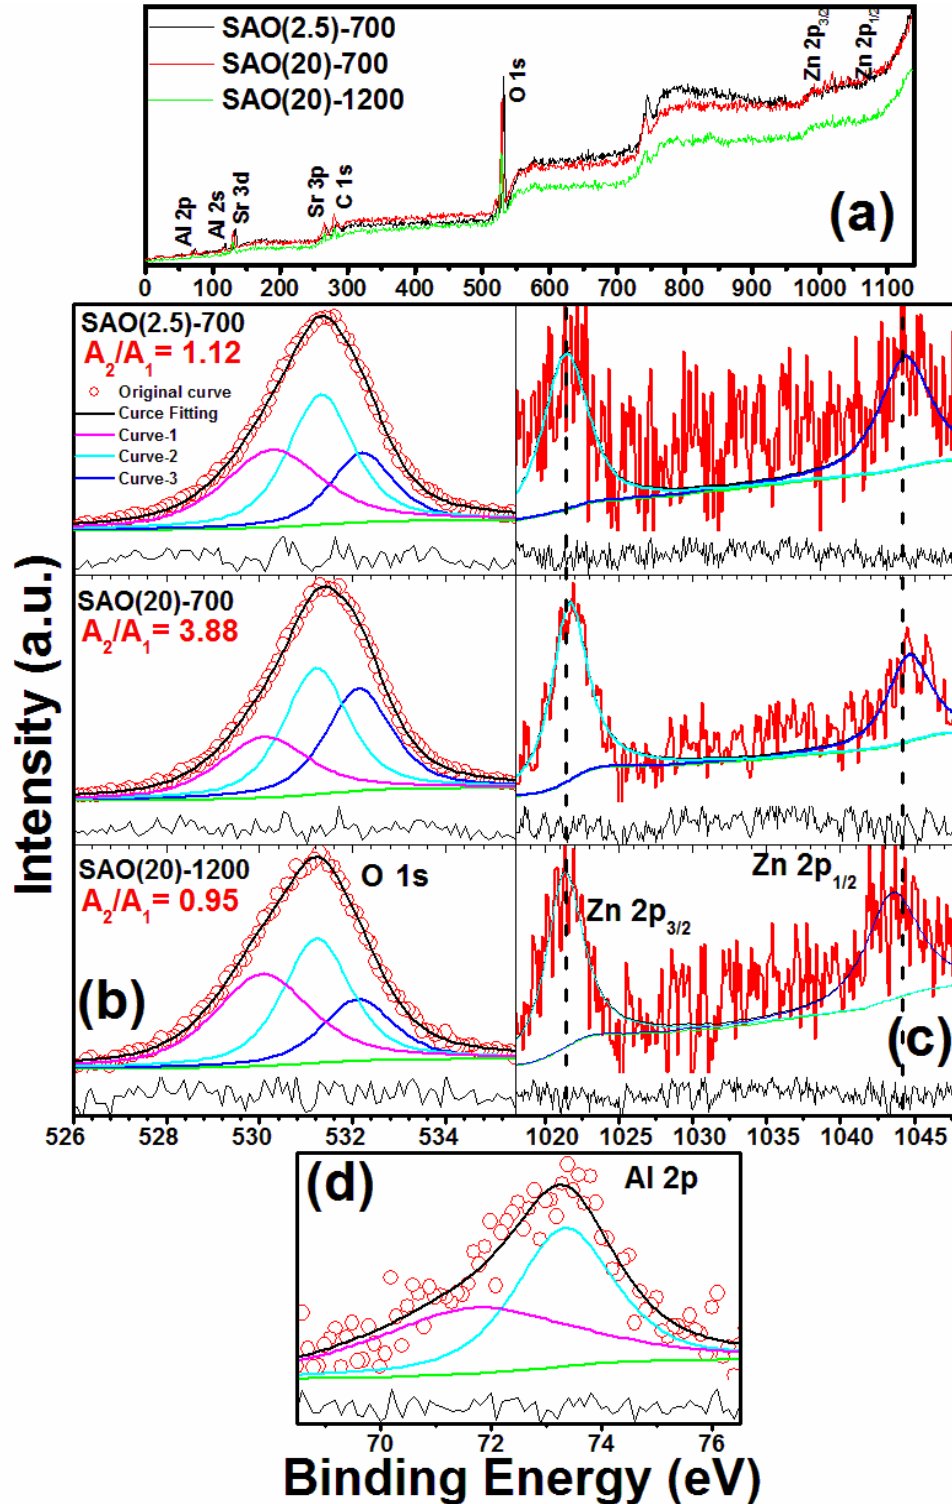 SAO(2.5)-700
SAO(20)-700
SAO(20)-1200
Al 2p
Al 2s
Sr 3d
Sr 3p
C 1s
O 1s
Zn 2p3/2
Zn 2p1/2
(a)
0 100 200 300 400 500 600 700 800 900 1000 1100
SAO(2.5)-700
A2/A1= 1.12
Original curve
Curce Fitting
Curve-1
Curve-2
Curve-3
SAO(20)-700
A2/A1= 3.88
SAO(20)-1200
A2/A1= 0.95
O 1s
(b)
Zn 2p3/2
Zn 2p1/2
(c)
526 528 530 532 534
1020 1025 1030 1035 1040 1045
Intensity (a.u.)
(d)
Al 2p
70 72 74 76
Binding Energy (eV)